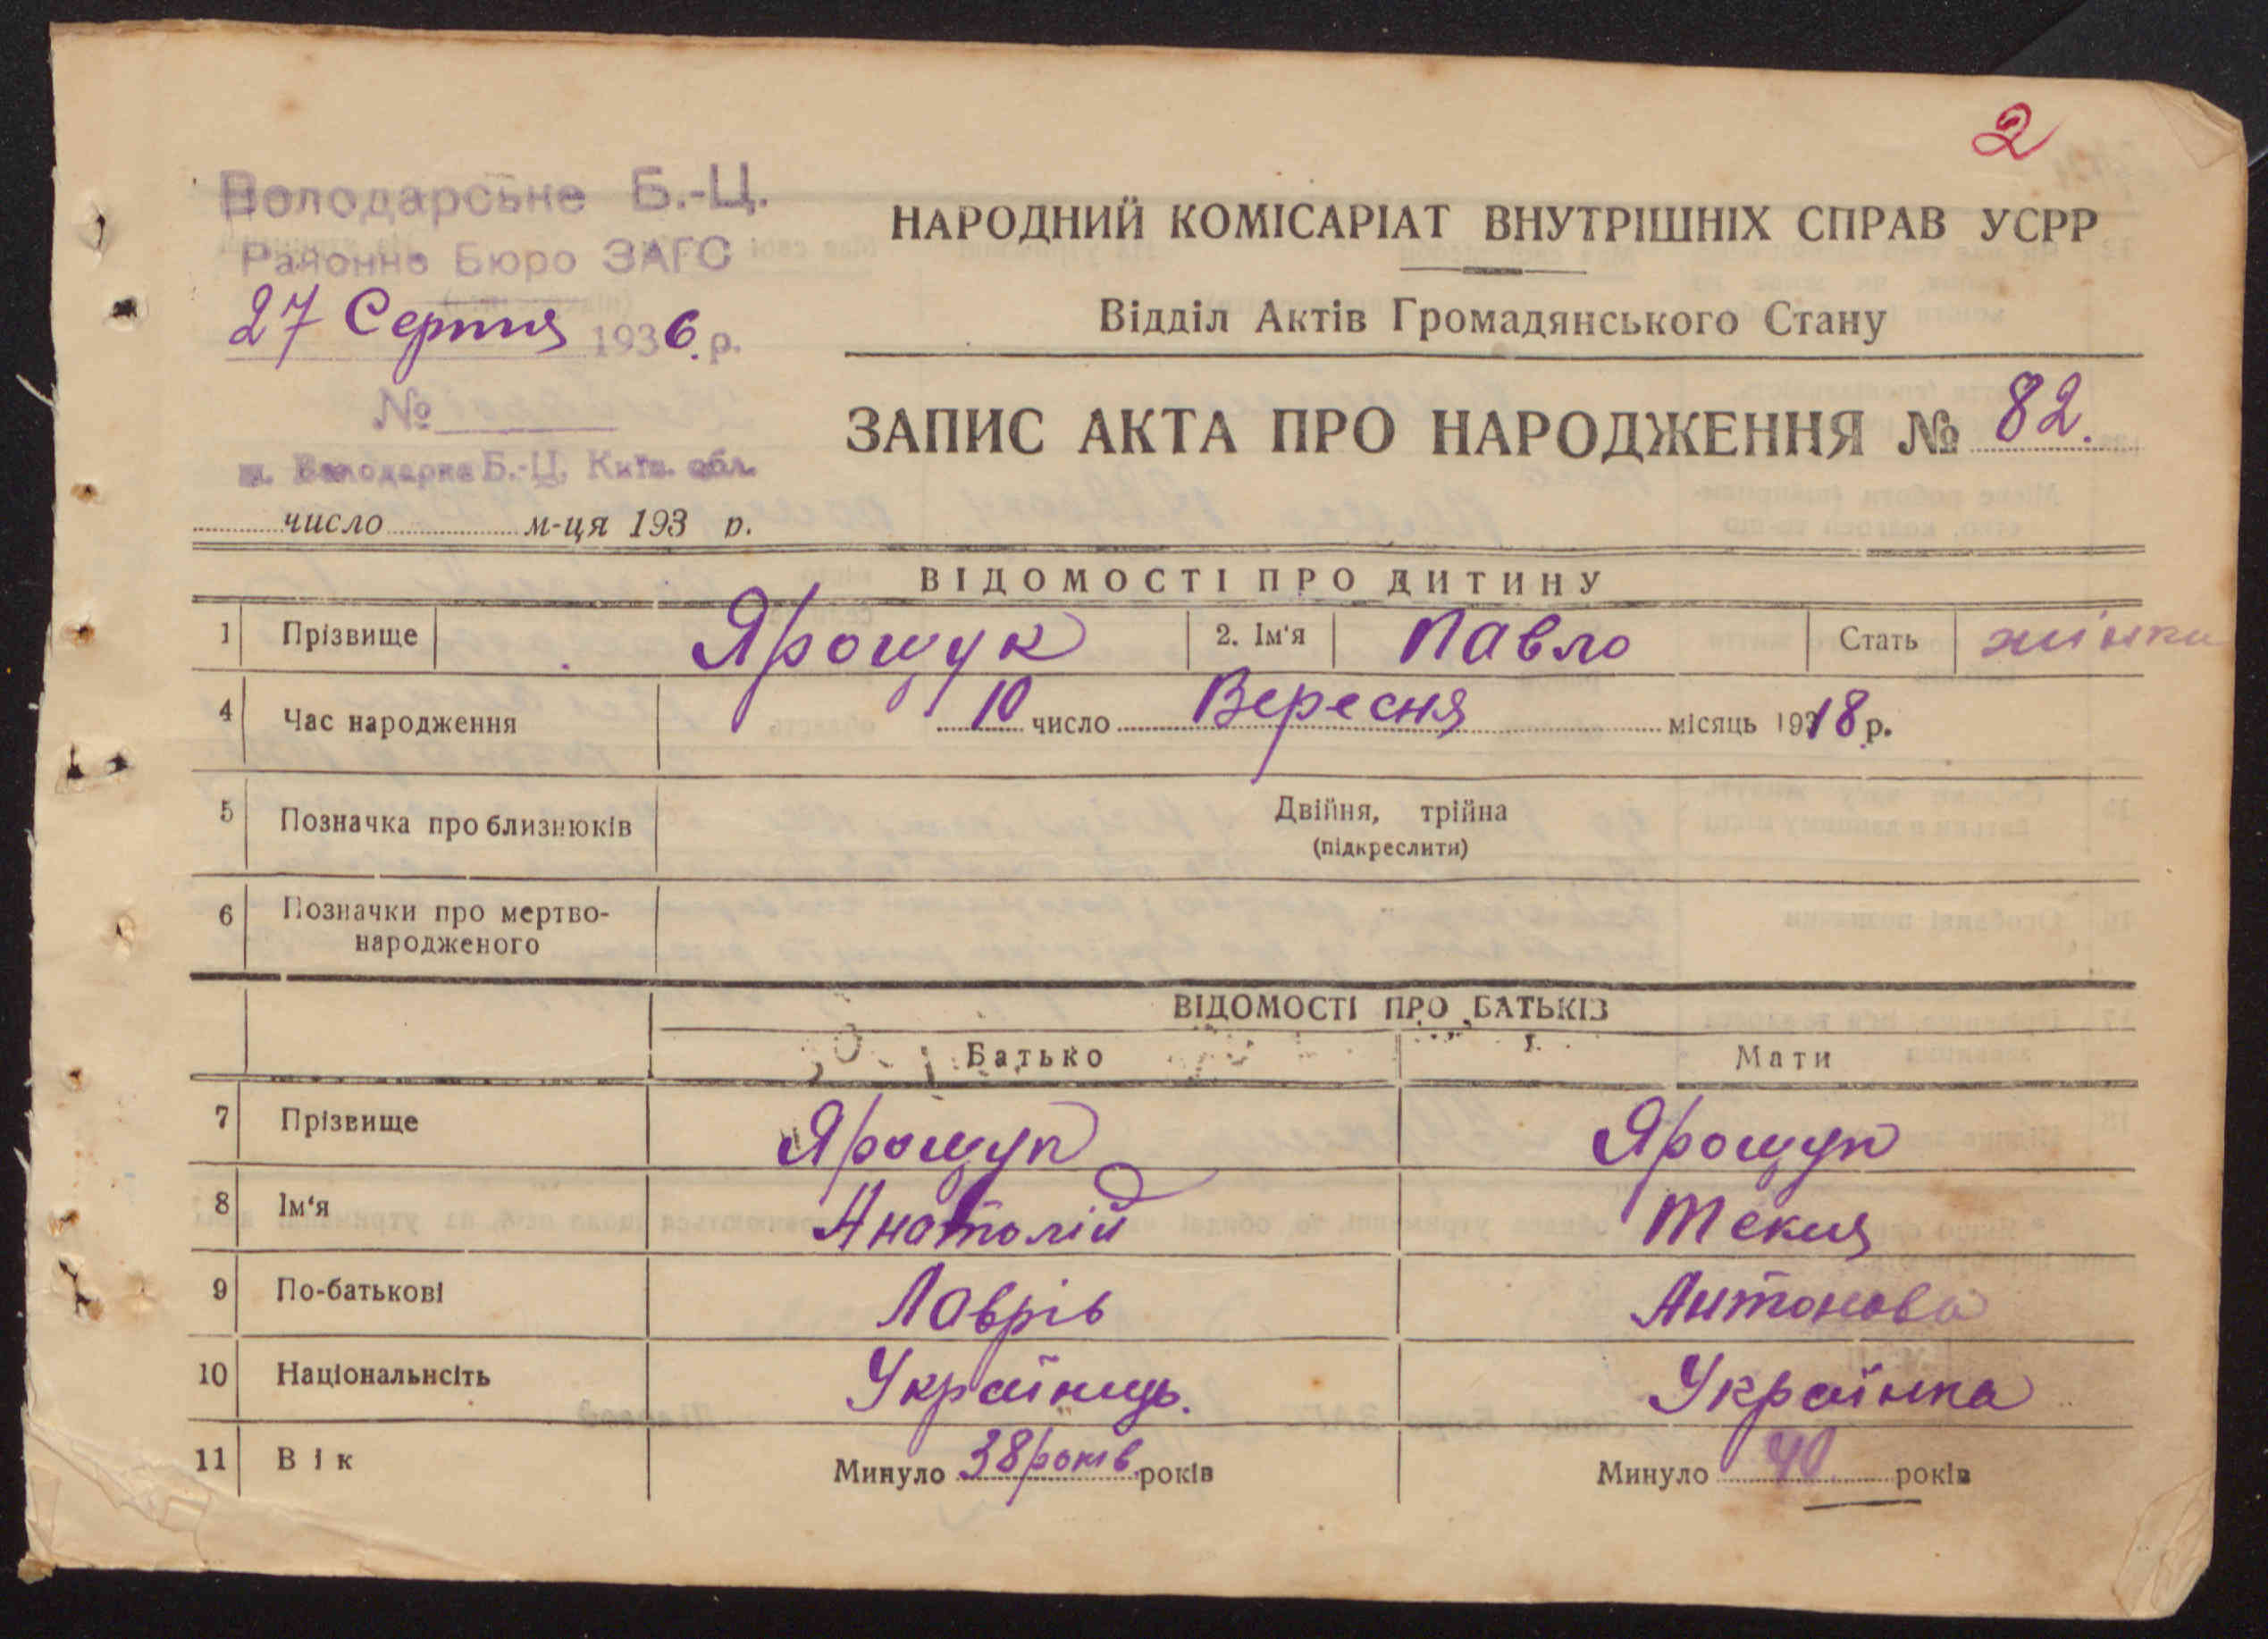 2
Володарське Б.-Ц.
Районне Бюро ЗАГС
27 Серпня 1936 р.
№
м. Володарка Б.-Ц. Київ. обл.
число м-ця 193 р.
НАРОДНИЙ КОМІСАРІАТ ВНУТРІШНІХ СПРАВ УСРР
Відділ Актів Громадянського Стану
ЗАПИС АКТА ПРО НАРОДЖЕННЯ № 82.
ВІДОМОСТІ ПРО ДИТИНУ
1 Прізвище Ярощук 2. Ім'я Павло Стать жінка
4 Час народження 10 число Вересня місяць 1918 р.
5 Позначка про близнюків Двійня, трійна
(підкреслити)
6 Позначки про мертво-
народженого
ВІДОМОСТІ ПРО БАТЬКІВ
Батько Мати
7 Прізвище Ярощук Ярощук
8 Ім'я Анатолій Текля
9 По-батькові Лаврів Антонова
10 Національнсіть Українець. Українка
11 Вік Минуло 38 років років Минуло 40 років